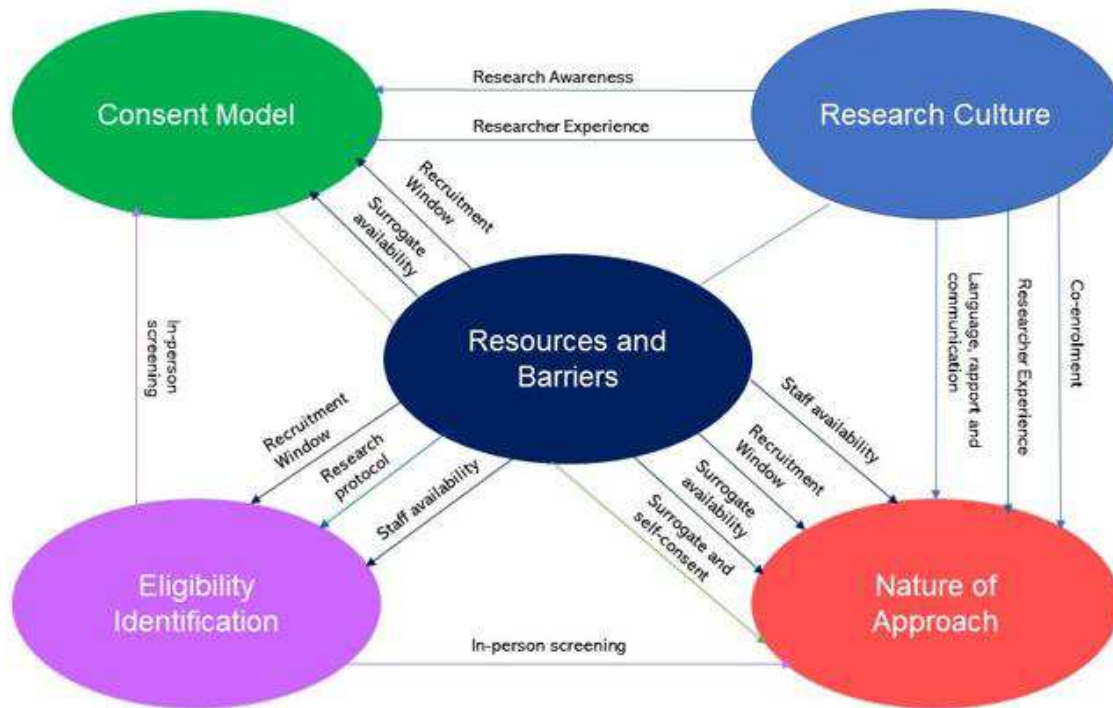 Research Awareness
Consent Model
Research Culture
Researcher Experience
Recruitment
Window
Surrogate
availability
Language, rapport and
communication
Researcher Experience
Co-enrolment
In-person
screening
Resources and
Barriers
Staff availability
Recruitment
Window
Research
protocol
Staff availability
Recruitment
Window
Surrogate
availability
Surrogate and
self-consent
Eligibility
Identification
Nature of
Approach
In-person screening